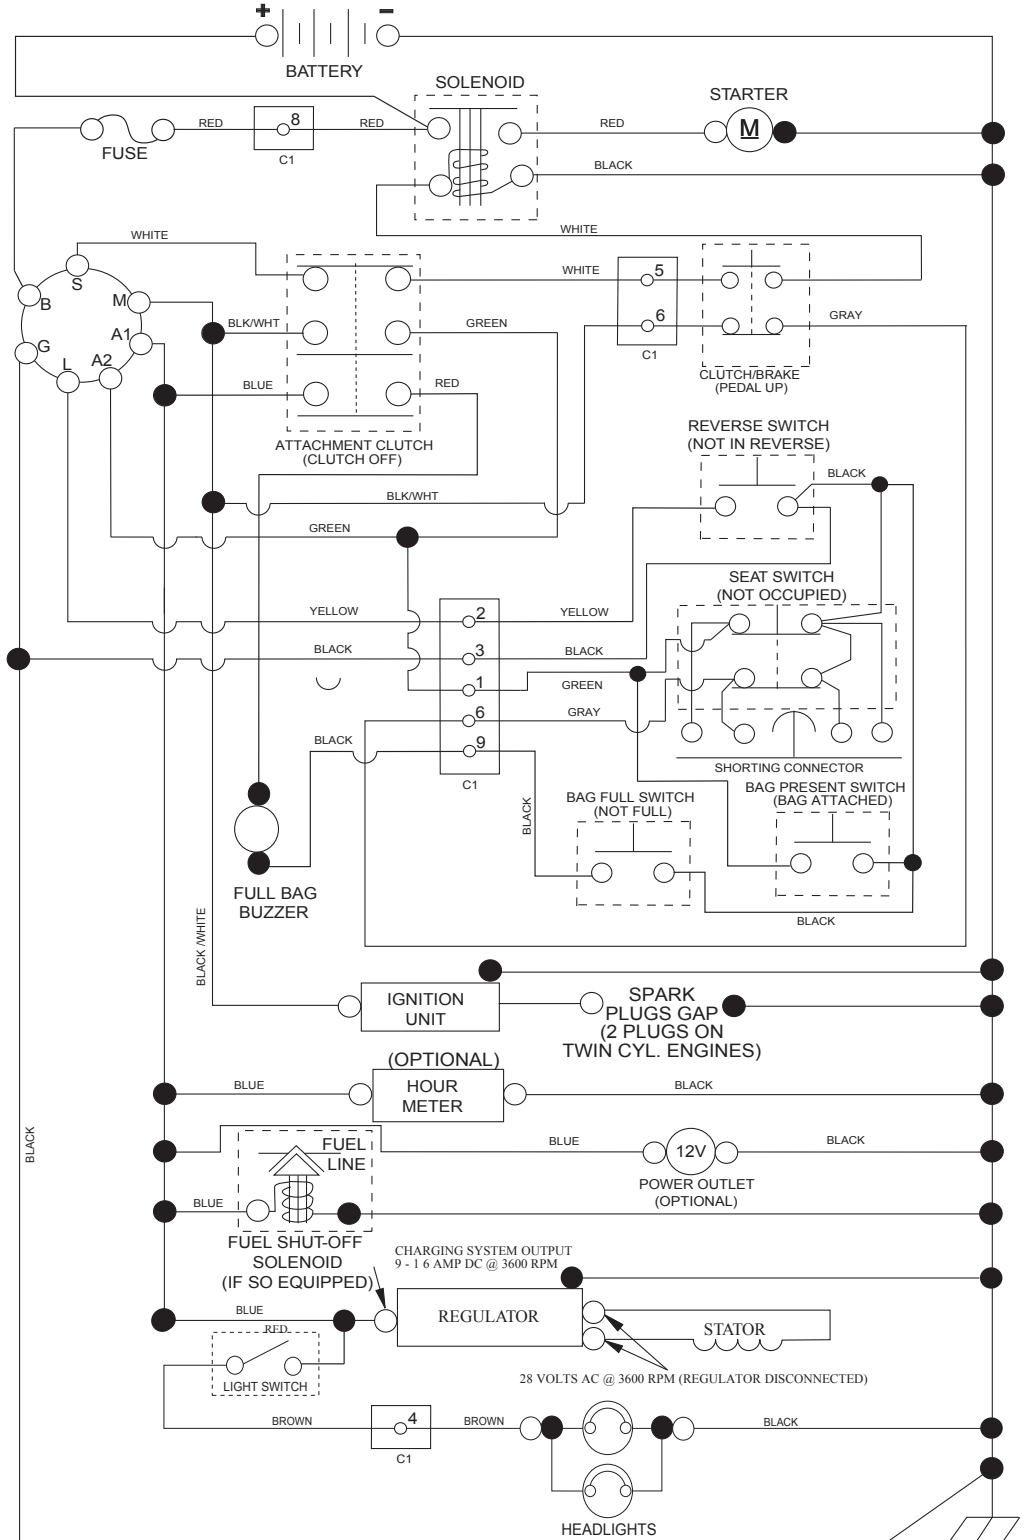 +
-
BATTERY
SOLENOID
STARTER
RED
8
RED
RED
M
FUSE
C1
BLACK
WHITE
WHITE
S
B
M
A1
G
L
A2
WHITE
5
BLK/WHT
GREEN
6
GRAY
C1
BLUE
RED
CLUTCH/BRAKE
(PEDAL UP)
ATTACHMENT CLUTCH
(CLUTCH OFF)
REVERSE SWITCH
(NOT IN REVERSE)
BLACK
BLK/WHT
GREEN
SEAT SWITCH
(NOT OCCUPIED)
YELLOW
2
YELLOW
BLACK
3
BLACK
1
GREEN
6
GRAY
BLACK
9
C1
SHORTING CONNECTOR
BLACK
BAG FULL SWITCH
(NOT FULL)
BAG PRESENT SWITCH
(BAG ATTACHED)
FULL BAG
BUZZER
BLACK
BLACK /WHITE
IGNITION
UNIT
SPARK
PLUGS GAP
(2 PLUGS ON
TWIN CYL. ENGINES)
(OPTIONAL)
BLUE
HOUR
METER
BLACK
BLACK
FUEL
LINE
BLUE
12V
BLACK
POWER OUTLET
(OPTIONAL)
BLUE
FUEL SHUT-OFF
SOLENOID
(IF SO EQUIPPED)
CHARGING SYSTEM OUTPUT
9 - 1 6 AMP DC @ 3600 RPM
BLUE
REGULATOR
STATOR
RED
LIGHT SWITCH
28 VOLTS AC @ 3600 RPM (REGULATOR DISCONNECTED)
BROWN
4
BROWN
BLACK
C1
HEADLIGHTS